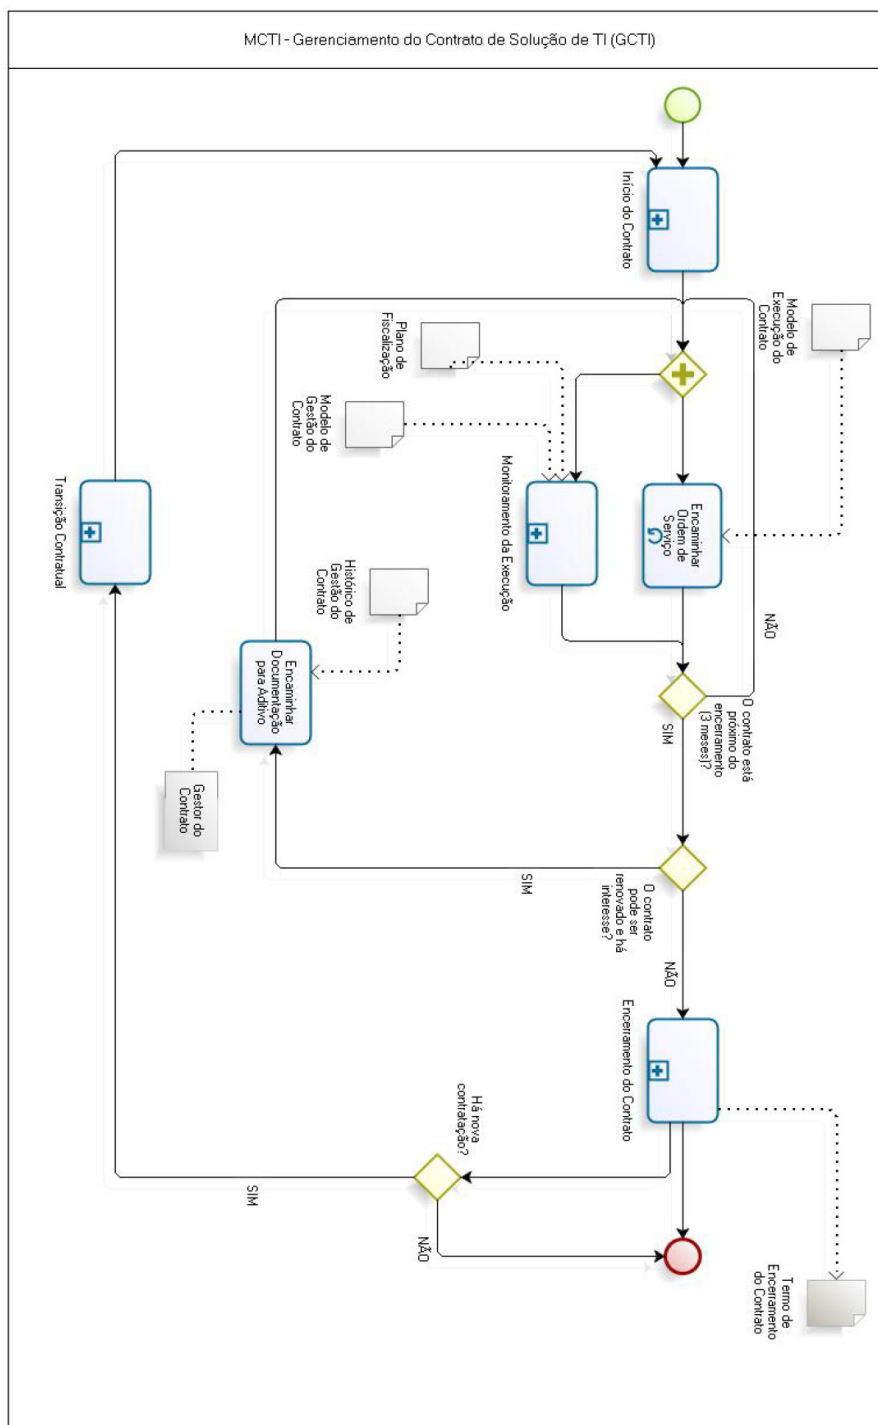 MCTI - Gerenciamento do Contrato de Solução de TI (GCTI)
Início do Contrato
Modelo de
Execução do
Contrato
Plano de
Fiscalização
Modelo de
Gestão do
Contrato
Encaminhar
Ordem de
Serviço
Monitoramento da Execução
Transição Contratual
Histórico de
Gestão do
Contrato
Encaminhar
Documentação
para Aditivo
Gestor do
Contrato
NÃO
O contrato está
próximo do
encerramento
(3 meses)?
SIM
O contrato
pode ser
renovado e há
interesse?
SIM
NÃO
Encerramento do Contrato
Há nova
contratação?
SIM
NÃO
Termo de
Encerramento
do Contrato